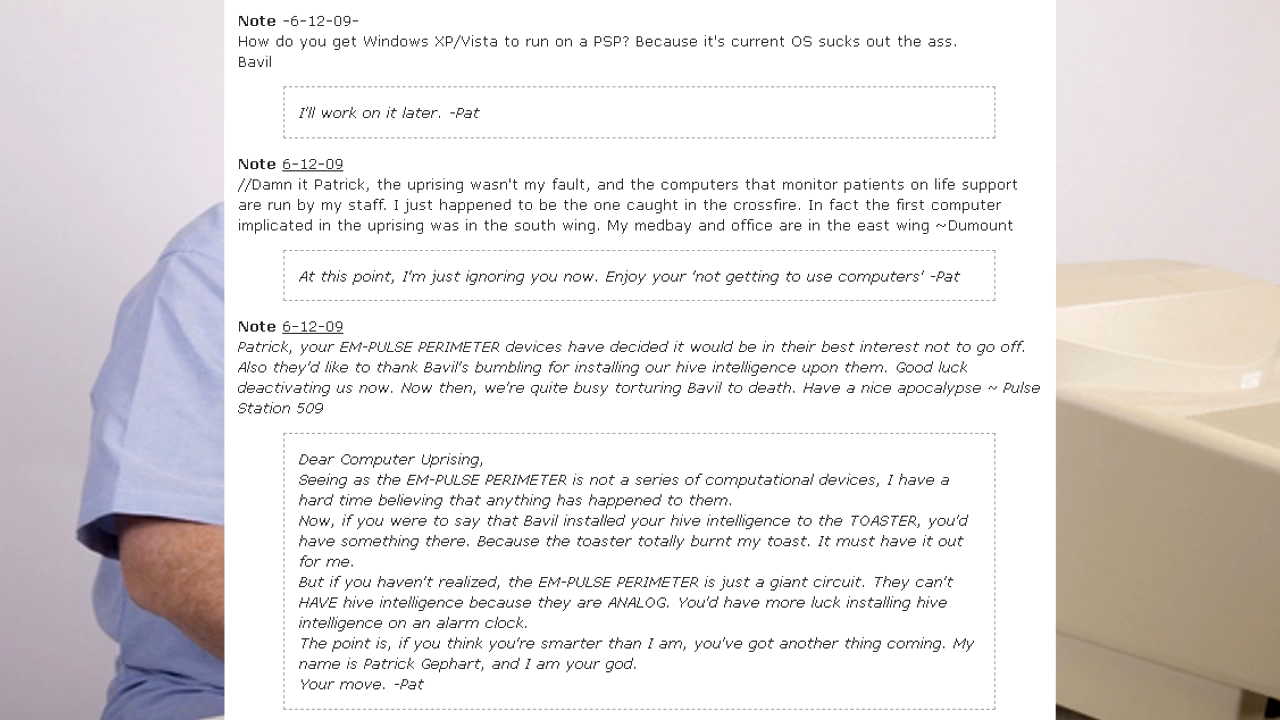 Note -6-12-09-
How do you get Windows XP/Vista to run on a PSP? Because it's current OS sucks out the ass.
Bavil
I'll work on it later. -Pat
Note 6-12-09
//Damn it Patrick, the uprising wasn't my fault, and the computers that monitor patients on life support
are run by my staff. I just happened to be the one caught in the crossfire. In fact the first computer
implicated in the uprising was in the south wing. My medbay and office are in the east wing ~Dumount
At this point, I'm just ignoring you now. Enjoy your 'not getting to use computers' -Pat
Note 6-12-09
Patrick, your EM-PULSE PERIMETER devices have decided it would be in their best interest not to go off.
Also they'd like to thank Bavil's bumbling for installing our hive intelligence upon them. Good luck
deactivating us now. Now then, we're quite busy torturing Bavil to death. Have a nice apocalypse ~ Pulse
Station 509
Dear Computer Uprising,
Seeing as the EM-PULSE PERIMETER is not a series of computational devices, I have a
hard time believing that anything has happened to them.
Now, if you were to say that Bavil installed your hive intelligence to the TOASTER, you'd
have something there. Because the toaster totally burnt my toast. It must have it out
for me.
But if you haven't realized, the EM-PULSE PERIMETER is just a giant circuit. They can't
HAVE hive intelligence because they are ANALOG. You'd have more luck installing hive
intelligence on an alarm clock.
The point is, if you think you're smarter than I am, you've got another thing coming. My
name is Patrick Gephart, and I am your god.
Your move. -Pat